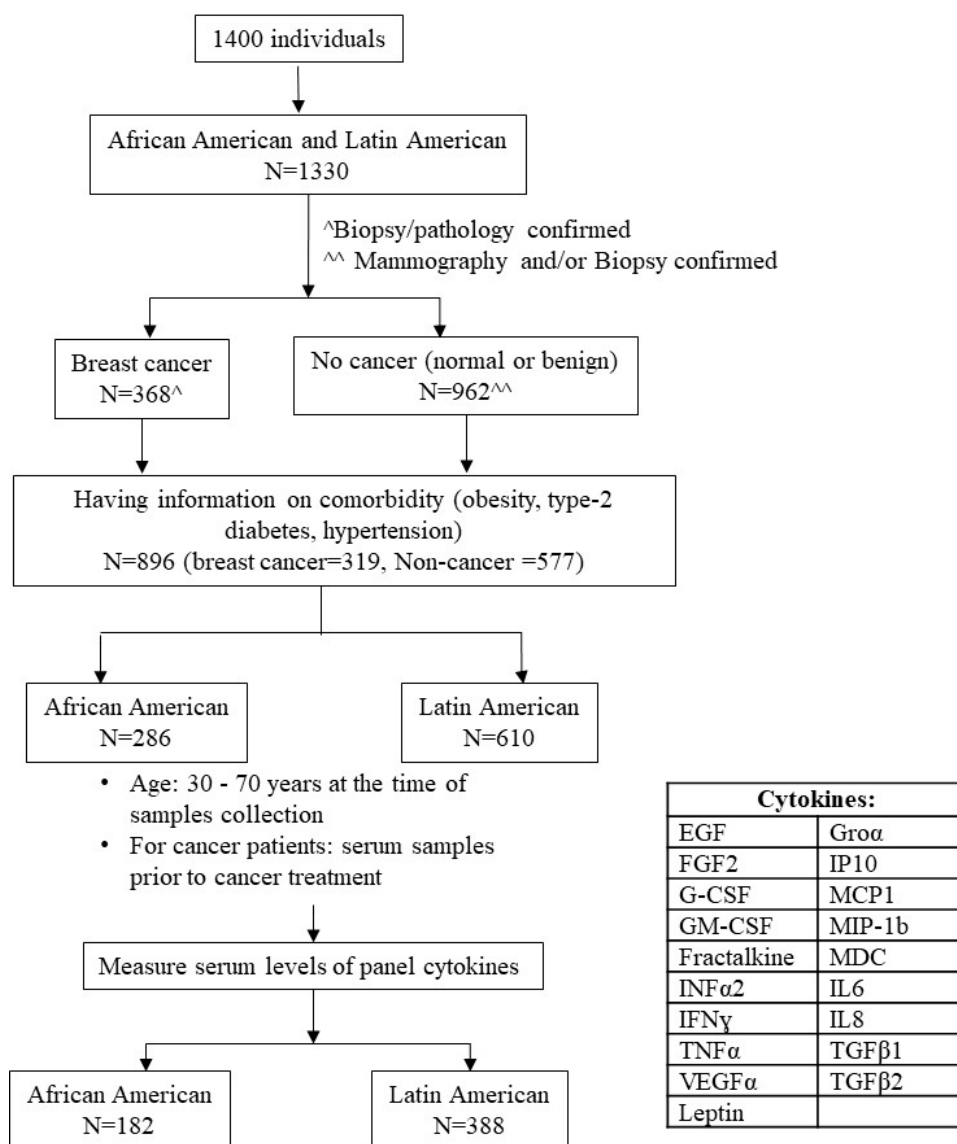 1400 individuals
African American and Latin American
N=1330
^Biopsy/pathology confirmed
^^ Mammography and/or Biopsy confirmed
Breast cancer
N=368^
No cancer (normal or benign)
N=962^^
Having information on comorbidity (obesity, type-2
diabetes, hypertension)
N=896 (breast cancer=319, Non-cancer =577)
African American
N=286
Latin American
N=610
• Age: 30 - 70 years at the time of
samples collection
• For cancer patients: serum samples
prior to cancer treatment
Measure serum levels of panel cytokines
African American
N=182
Latin American
N=388
Cytokines:
EGF Groα
FGF2 IP10
G-CSF MCP1
GM-CSF MIP-1b
Fractalkine MDC
INFα2 IL6
IFNɣ IL8
TNFα TGFβ1
VEGFα TGFβ2
Leptin